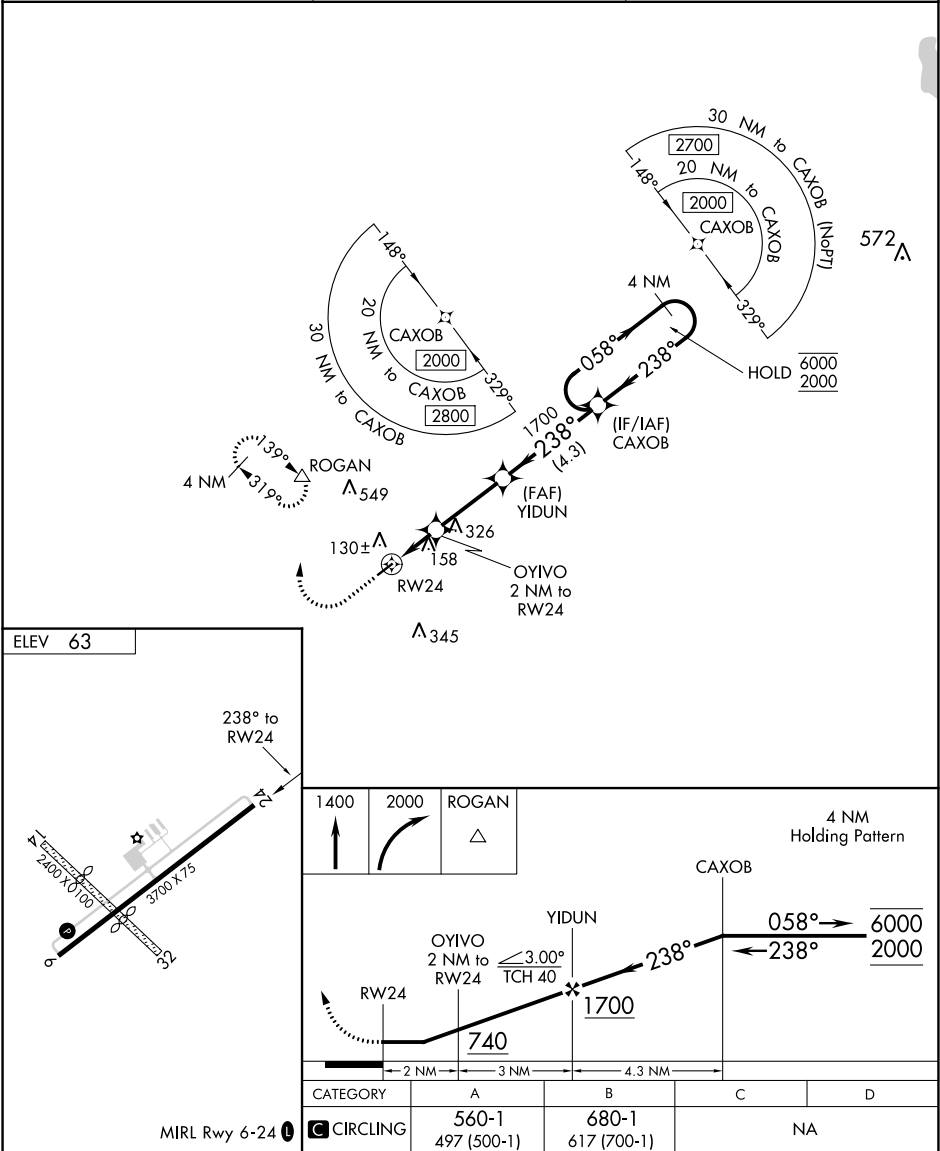 30 NM to CAXOB (NoPT)
2700
20 NM to CAXOB
2000
CAXOB
148°
329°
572
148°
20 NM to CAXOB
30 NM to CAXOB
CAXOB
2000
329°
2800
4 NM
058°
238°
HOLD
6000
2000
(IF/IAF)
CAXOB
1700
238°
(4.3)
(FAF)
YIDUN
139°
319°
4 NM
ROGAN
549
326
130±
158
RW24
OYIVO
2 NM to
RW24
345
ELEV 63
238° to
RW24
24
14
2400 X 100
3700 X 75
P
6
32
MIRL Rwy 6-24 L
1400
2000
ROGAN
4 NM
Holding Pattern
CAXOB
YIDUN
058°
6000
238°
2000
OYIVO
2 NM to
RW24
3.00°
TCH 40
238°
RW24
1700
740
2 NM
3 NM
4.3 NM
CATEGORY A B C D
C CIRCLING 560-1 680-1 NA
497 (500-1) 617 (700-1)